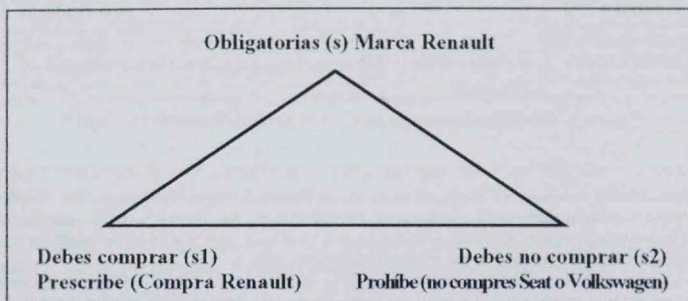 Obligatorias (s) Marca Renault
Debes comprar (s1)
Debes no comprar (s2)
Prescribe (Compra Renault)
Prohíbe (no compres Seat o Volkswagen)